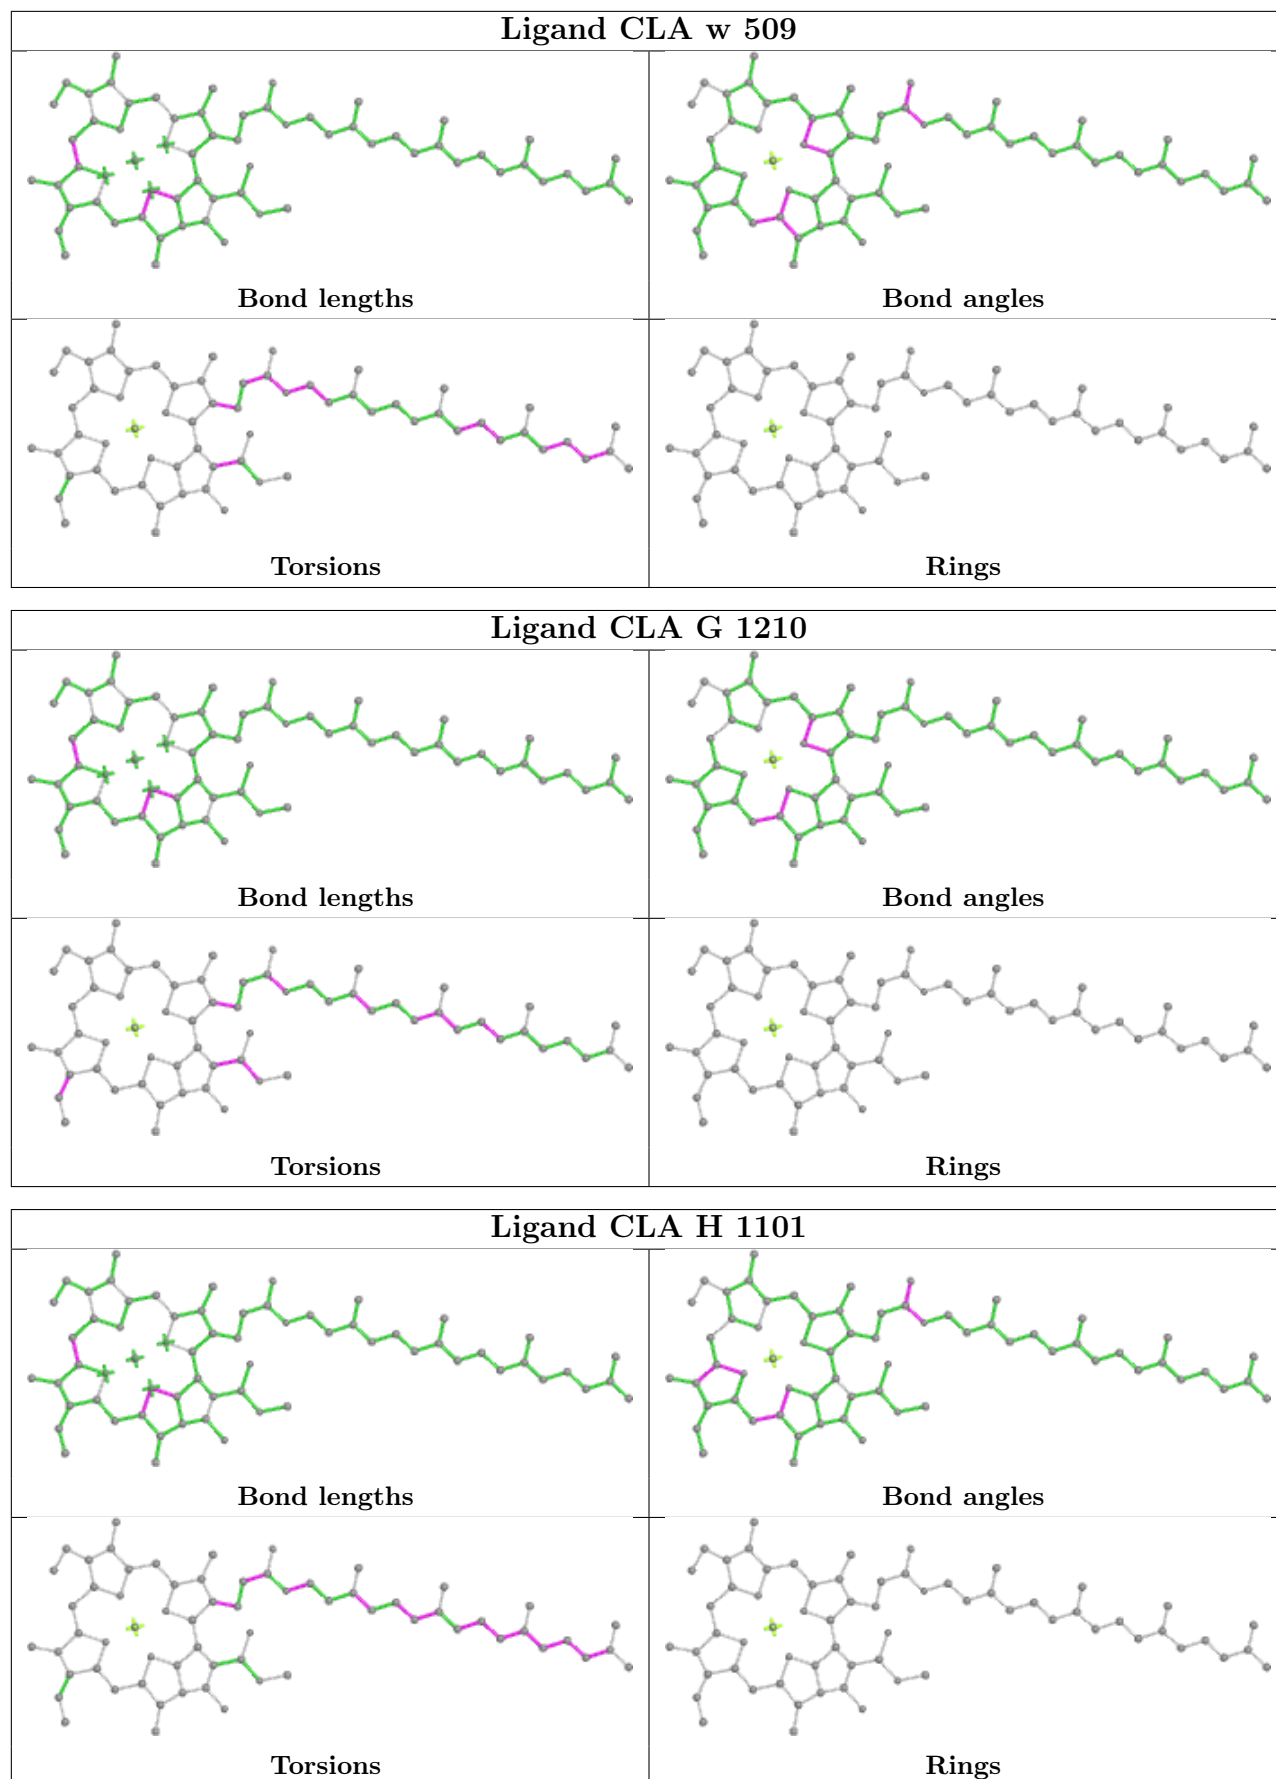 Ligand CLA w 509
Bond lengths
Bond angles
Torsions
Rings
Ligand CLA G 1210
Bond lengths
Bond angles
Torsions
Rings
Ligand CLA H 1101
Bond lengths
Bond angles
Torsions
Rings